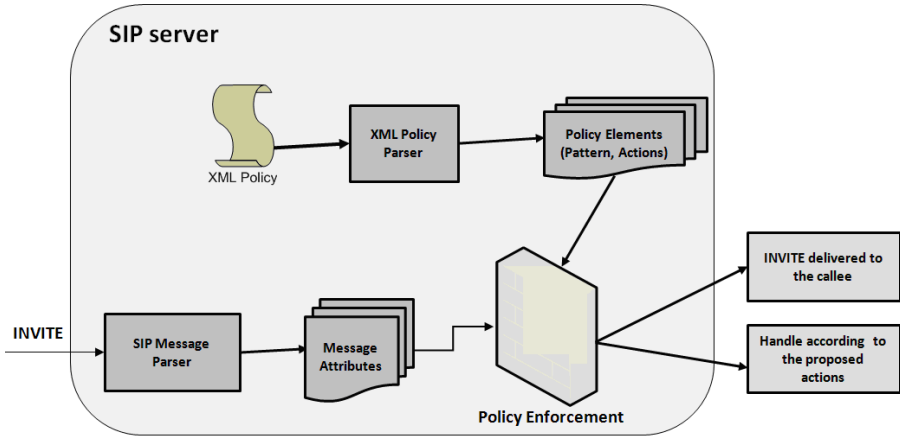 SIP server
XML Policy
XML Policy
Parser
Policy Elements
(Pattern, Actions)
INVITE
SIP Message
Parser
Message
Attributes
Policy Enforcement
INVITE delivered to
the callee
Handle according to
the proposed
actions